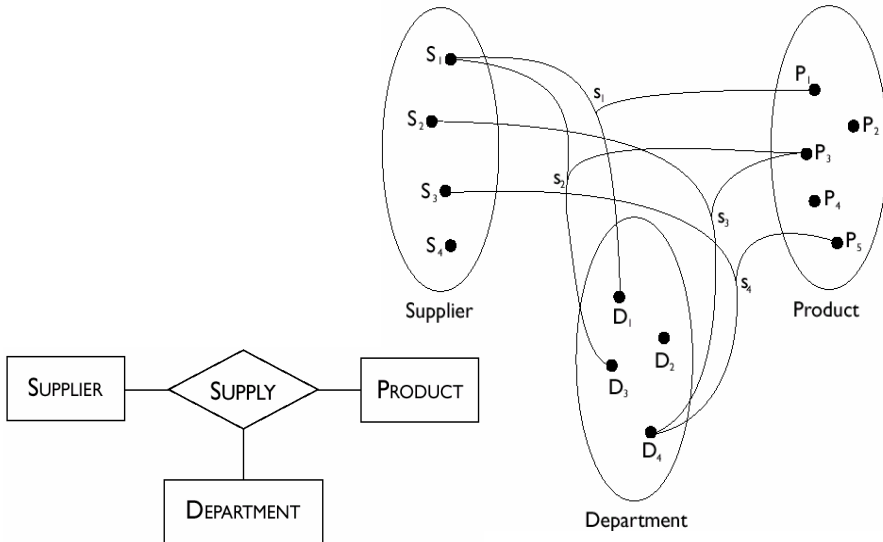 S₁
S₂
S₃
S₄
Supplier
s₁
s₂
s₃
s₄
P₁
P₂
P₃
P₄
P₅
Product
D₁
D₂
D₃
D₄
Department
SUPPLIER
SUPPLY
PRODUCT
DEPARTMENT